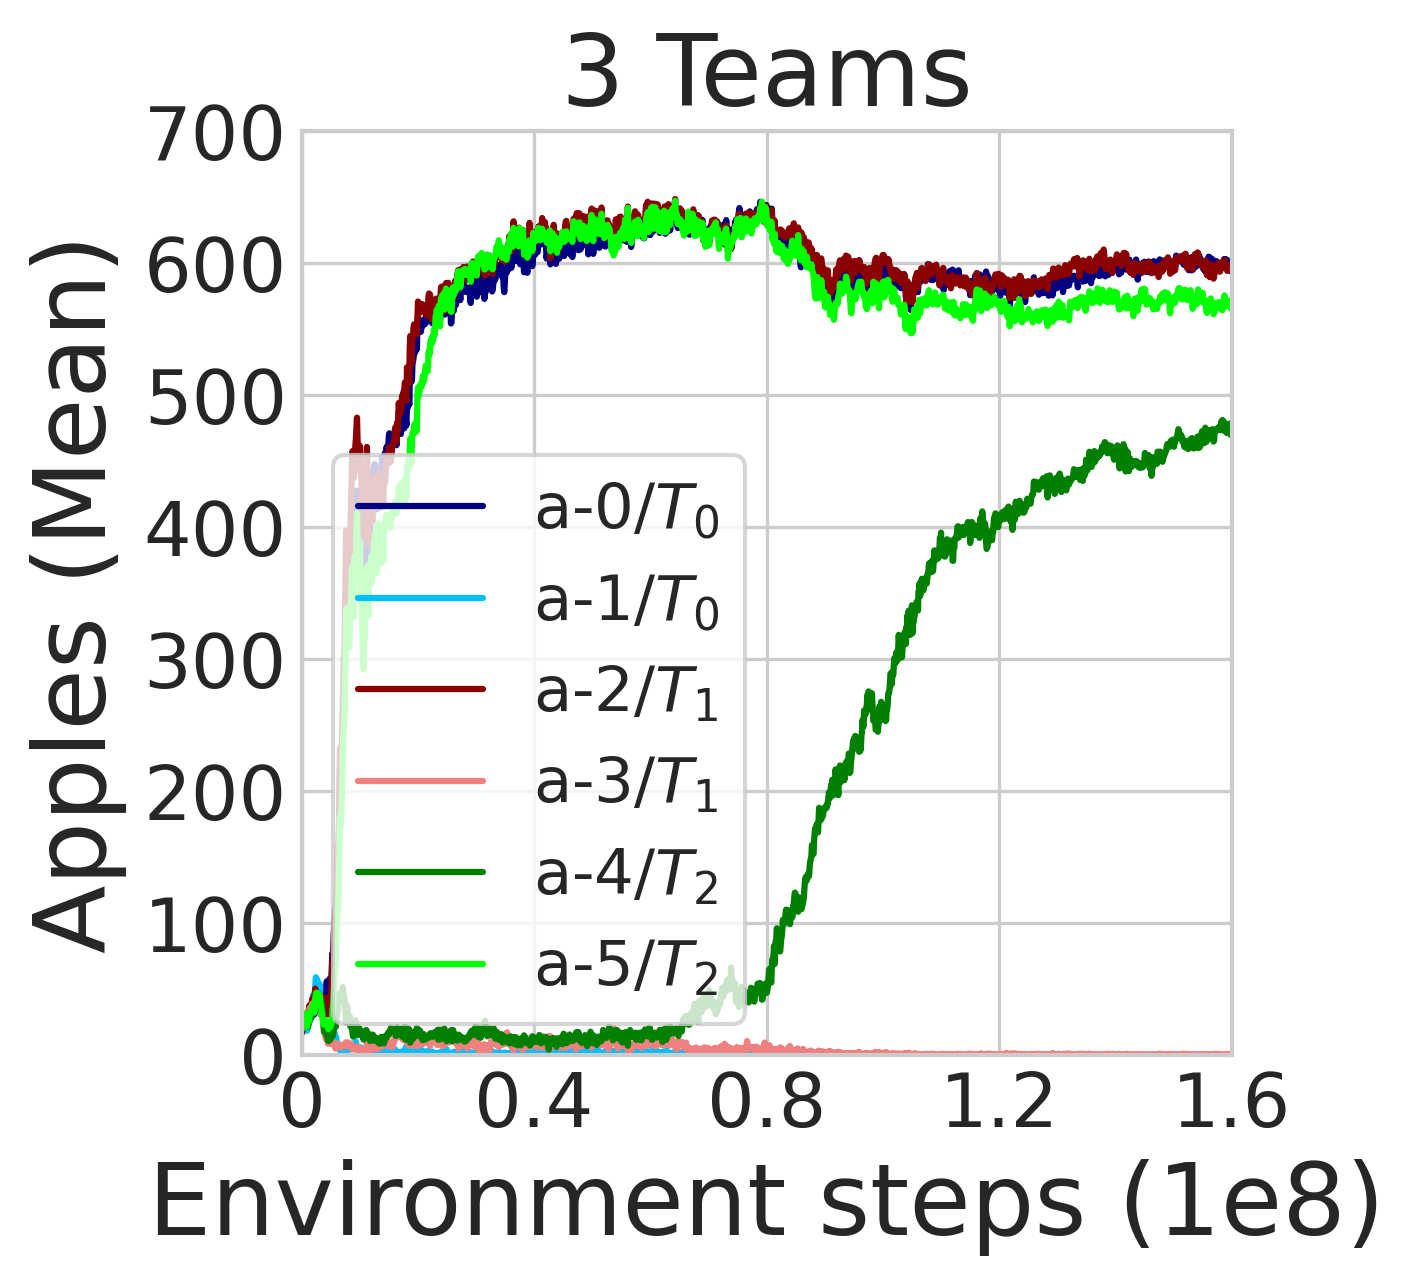 3 Teams
700
600
500
400
300
200
100
0
Apples (Mean)
a-0/T₀
a-1/T₀
a-2/T₁
a-3/T₁
a-4/T₂
a-5/T₂
0 0.4 0.8 1.2 1.6
Environment steps (1e8)